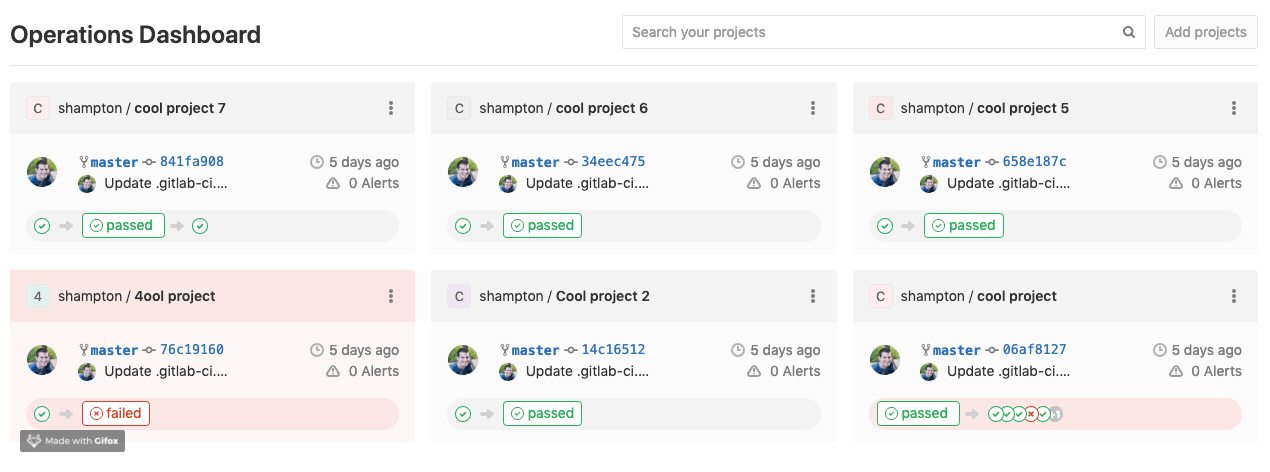 Operations Dashboard
Search your projects
Add projects
C shampton / cool project 7
master 841fa908 5 days ago
Update .gitlab-ci.... 0 Alerts
passed
C shampton / cool project 6
master 34eec475 5 days ago
Update .gitlab-ci.... 0 Alerts
passed
C shampton / cool project 5
master 658e187c 5 days ago
Update .gitlab-ci.... 0 Alerts
passed
4 shampton / 4ool project
master 76c19160 5 days ago
Update .gitlab-ci.... 0 Alerts
failed
C shampton / Cool project 2
master 14c16512 5 days ago
Update .gitlab-ci.... 0 Alerts
passed
C shampton / cool project
master 06af8127 5 days ago
Update .gitlab-ci.... 0 Alerts
passed
Made with Gifox